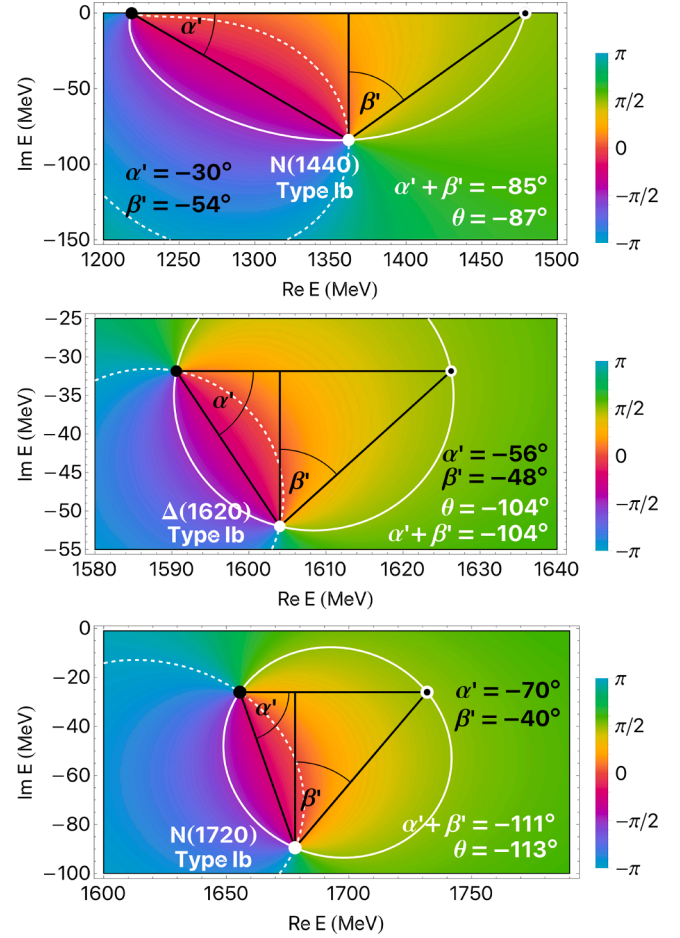 0
−50
−100
−150
Im E (MeV)
α'
β'
N(1440)
Type Ib
α' = −30°
β' = −54°
α' + β' = −85°
θ = −87°
1200 1250 1300 1350 1400 1450 1500
Re E (MeV)
π
π/2
0
−π/2
−π
−25
−30
−35
−40
−45
−50
−55
Im E (MeV)
α'
β'
Δ(1620)
Type Ib
α' = −56°
β' = −48°
θ = −104°
α' + β' = −104°
1580 1590 1600 1610 1620 1630 1640
Re E (MeV)
π
π/2
0
−π/2
−π
0
−20
−40
−60
−80
−100
Im E (MeV)
α'
β'
N(1720)
Type Ib
α' = −70°
β' = −40°
α' + β' = −111°
θ = −113°
1600 1650 1700 1750
Re E (MeV)
π
π/2
0
−π/2
−π